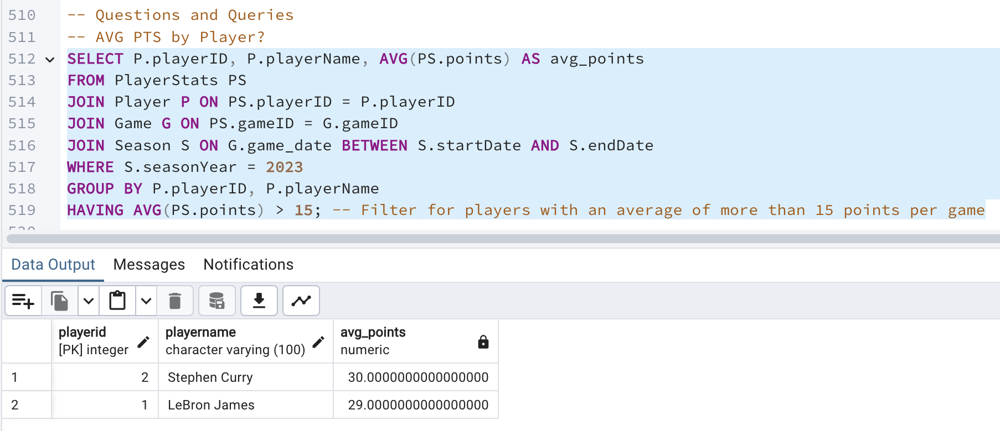 510 -- Questions and Queries
511 -- AVG PTS by Player?
512 SELECT P.playerID, P.playerName, AVG(PS.points) AS avg_points
513 FROM PlayerStats PS
514 JOIN Player P ON PS.playerID = P.playerID
515 JOIN Game G ON PS.gameID = G.gameID
516 JOIN Season S ON G.game_date BETWEEN S.startDate AND S.endDate
517 WHERE S.seasonYear = 2023
518 GROUP BY P.playerID, P.playerName
519 HAVING AVG(PS.points) > 15; -- Filter for players with an average of more than 15 points per game
520
Data Output Messages Notifications
playerid playername avg_points
[PK] integer character varying (100) numeric
1 2 Stephen Curry 30.0000000000000000
2 1 LeBron James 29.0000000000000000